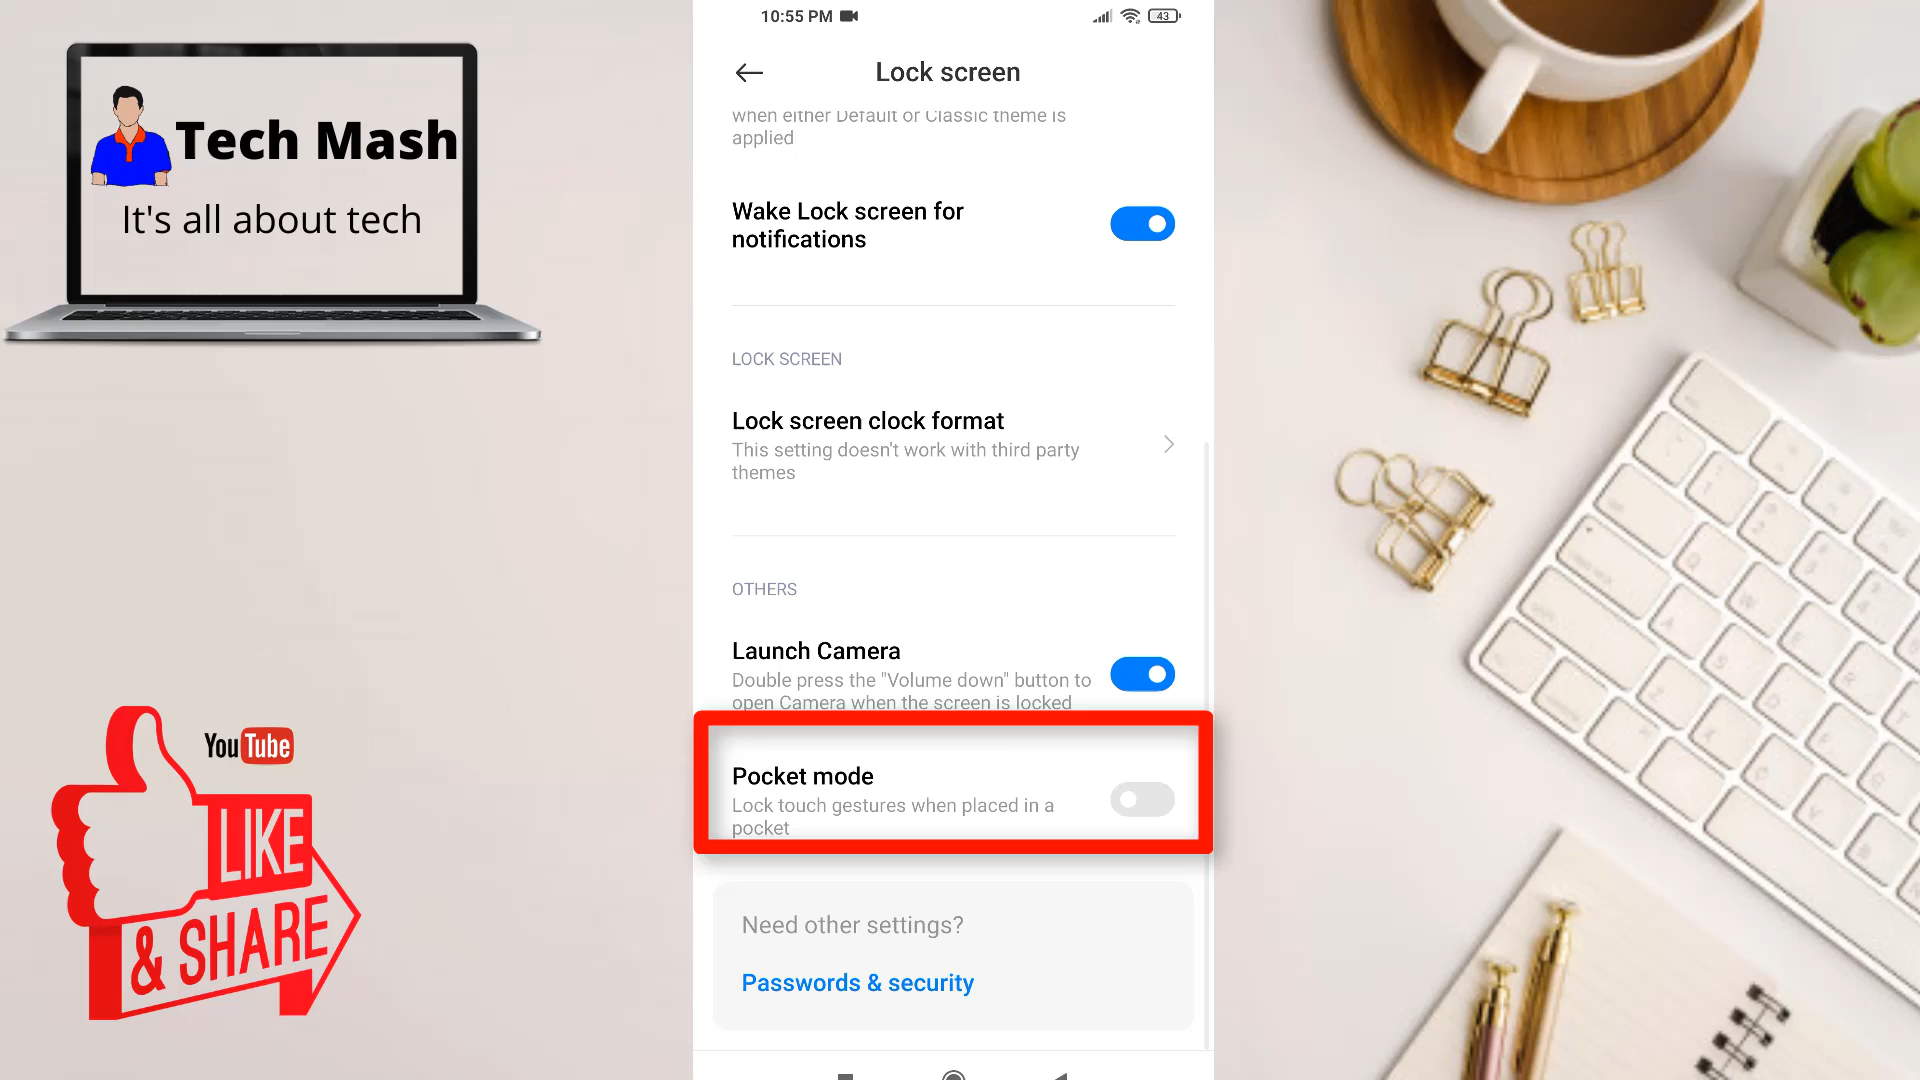 Tech Mash
It's all about tech
YouTube
LIKE
& SHARE
10:55 PM
43
Lock screen
when either Default or Classic theme is
applied
Wake Lock screen for
notifications
LOCK SCREEN
Lock screen clock format
This setting doesn't work with third party
themes
OTHERS
Launch Camera
Double press the "Volume down" button to
open Camera when the screen is locked
Pocket mode
Lock touch gestures when placed in a
pocket
Need other settings?
Passwords & security